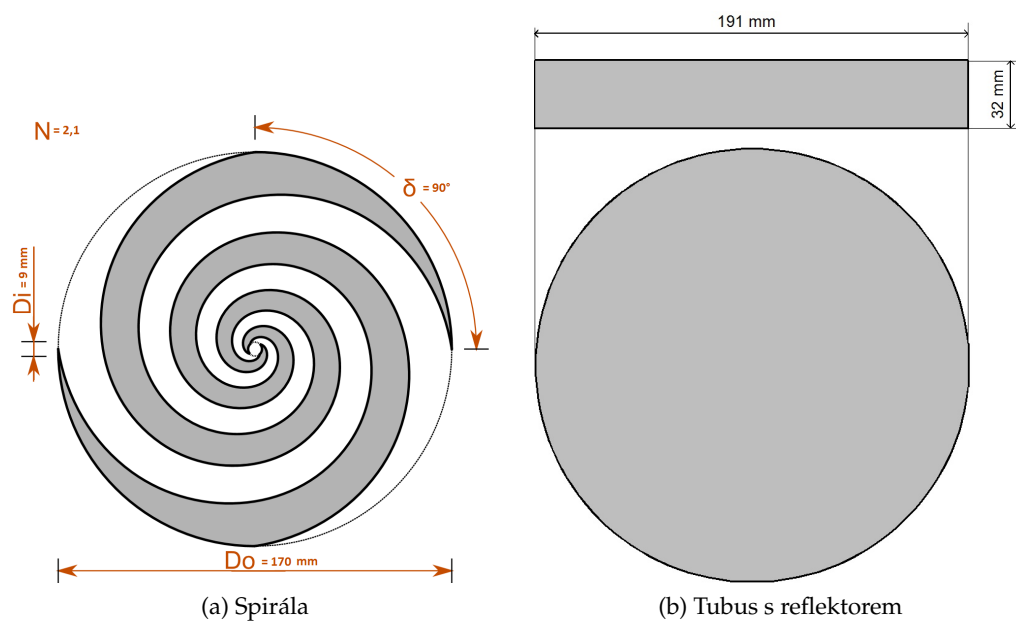 N = 2,1
δ = 90°
Di = 9 mm
Do = 170 mm
(a) Spirála
191 mm
32 mm
(b) Tubus s reflektorem